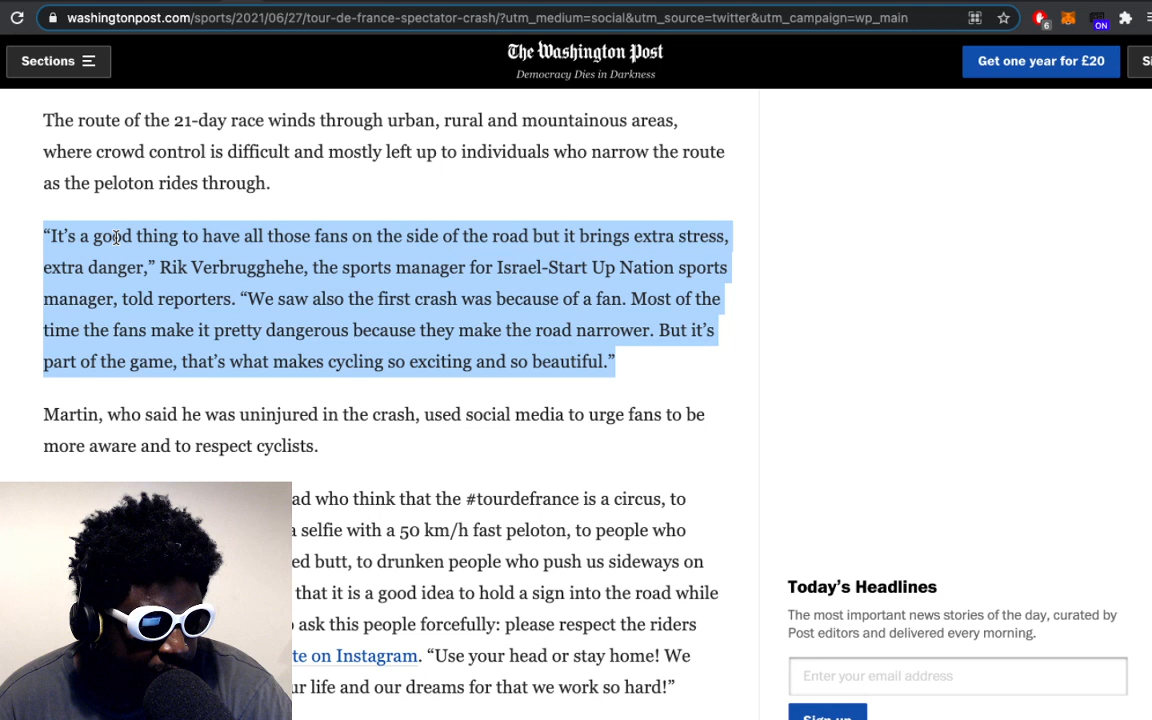 washingtonpost.com/sports/2021/06/27/tour-de-france-spectator-crash/?utm_medium=social&utm_source=twitter&utm_campaign=wp_main
6
ON
Sections
The Washington Post
Democracy Dies in Darkness
Get one year for £20
Si
The route of the 21-day race winds through urban, rural and mountainous areas,
where crowd control is difficult and mostly left up to individuals who narrow the route
as the peloton rides through.
“It’s a good thing to have all those fans on the side of the road but it brings extra stress,
extra danger,” Rik Verbrugghehe, the sports manager for Israel-Start Up Nation sports
manager, told reporters. “We saw also the first crash was because of a fan. Most of the
time the fans make it pretty dangerous because they make the road narrower. But it’s
part of the game, that’s what makes cycling so exciting and so beautiful.”
Martin, who said he was uninjured in the crash, used social media to urge fans to be
more aware and to respect cyclists.
ad who think that the #tourdefrance is a circus, to
a selfie with a 50 km/h fast peloton, to people who
ed butt, to drunken people who push us sideways on
that it is a good idea to hold a sign into the road while
ask this people forcefully: please respect the riders
te on Instagram. “Use your head or stay home! We
ur life and our dreams for that we work so hard!”
Today’s Headlines
The most important news stories of the day, curated by
Post editors and delivered every morning.
Enter your email address
Sign up